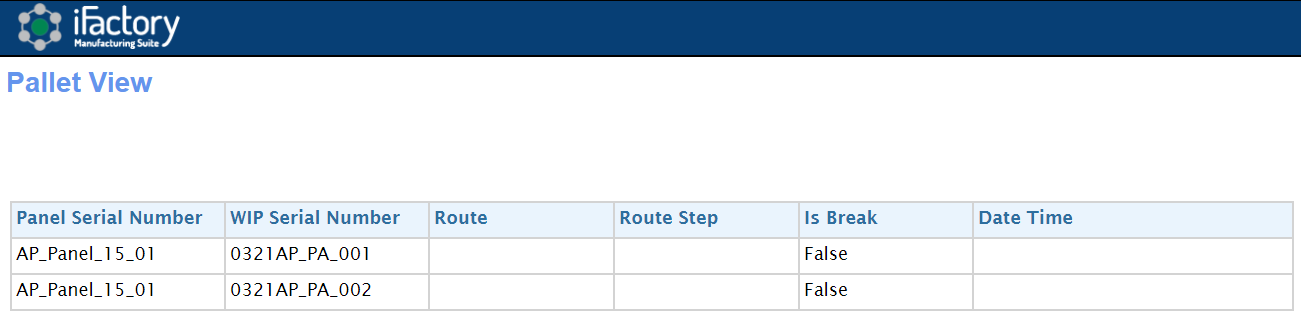 iFactory
Manufacturing Suite
Pallet View
Panel Serial Number WIP Serial Number Route Route Step Is Break Date Time
AP_Panel_15_01 0321AP_PA_001 False
AP_Panel_15_01 0321AP_PA_002 False